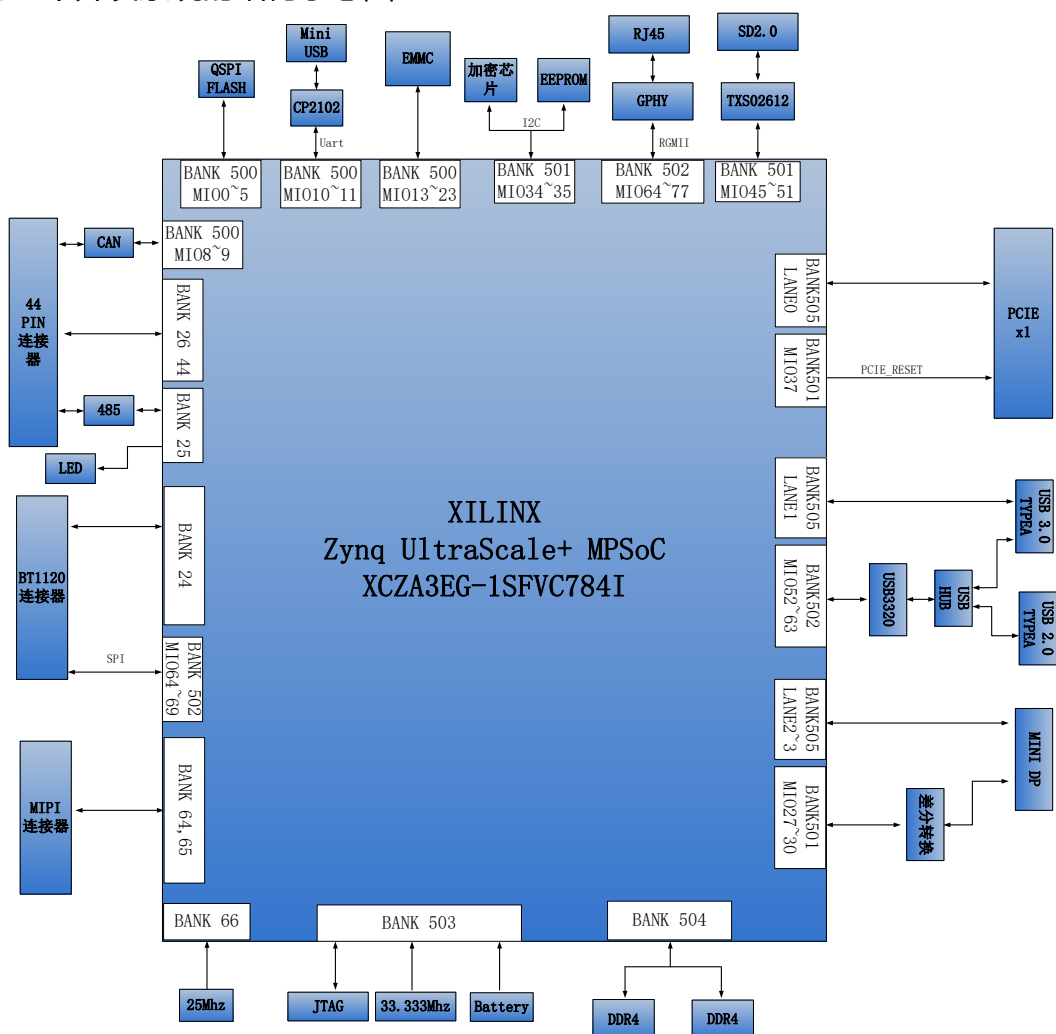 Mini
USB
RJ45
SD2.0
QSPI
FLASH
EMMC
加密芯
片
EEPROM
CP2102
GPHY
TXS02612
Uart
I2C
RGMII
BANK 500
MIO0~5
BANK 500
MIO10~11
BANK 500
MIO13~23
BANK 501
MIO34~35
BANK 502
MIO64~77
BANK 501
MIO45~51
44
PIN
连接
器
CAN
BANK 500
MIO8~9
BANK 26 44
485
BANK 25
LED
BT1120
连接器
BANK 24
SPI
BANK 502
MIO64~69
MIPI
连接器
BANK 64,65
XILINX
Zynq UltraScale+ MPSoC
XCZA3EG-1SFVC784I
BANK505
LANE0
PCIE
x1
BANK501
MIO37
PCIE_RESET
BANK505
LANE1
USB 3.0
TYPEA
BANK502
MIO52~63
USB3320
USB
HUB
USB 2.0
TYPEA
BANK505
LANE2~3
MINI DP
BANK501
MIO27~30
差分转换
BANK 66
BANK 503
BANK 504
25Mhz
JTAG
33.333Mhz
Battery
DDR4
DDR4